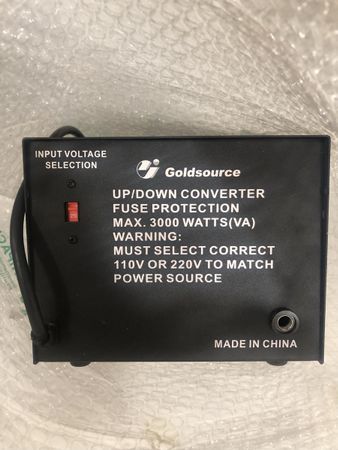 INPUT VOLTAGE
SELECTION
Goldsource
UP/DOWN CONVERTER
FUSE PROTECTION
MAX. 3000 WATTS(VA)
WARNING:
MUST SELECT CORRECT
110V OR 220V TO MATCH
POWER SOURCE
MADE IN CHINA